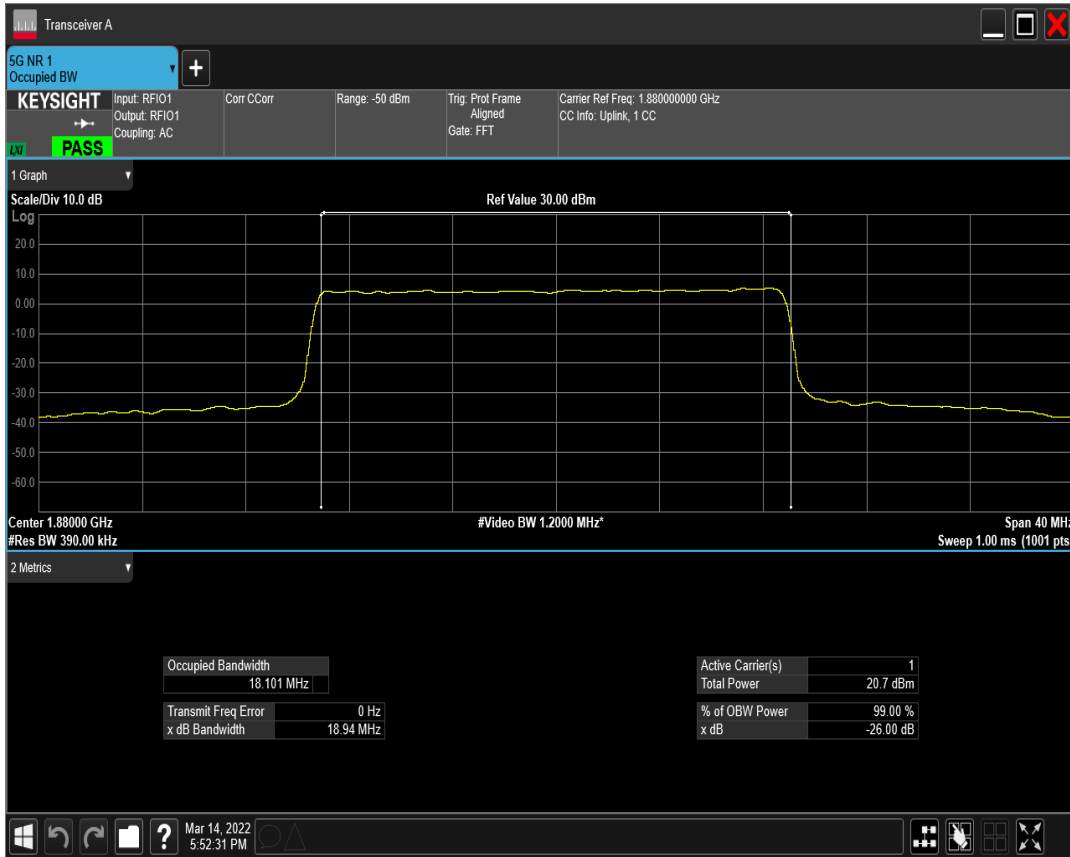 Transceiver A
5G NR 1
Occupied BW
+
KEYSIGHT
LXI
PASS
Input: RFIO1
Output: RFIO1
Coupling: AC
Corr CCorr
Range: -50 dBm
Trig: Prot Frame
Aligned
Gate: FFT
Carrier Ref Freq: 1.880000000 GHz
CC Info: Uplink, 1 CC
1 Graph
Scale/Div 10.0 dB
Ref Value 30.00 dBm
Log
20.0
10.0
0.00
-10.0
-20.0
-30.0
-40.0
-50.0
-60.0
Center 1.88000 GHz
#Video BW 1.2000 MHz*
Span 40 MHz
#Res BW 390.00 kHz
Sweep 1.00 ms (1001 pts
2 Metrics
Occupied Bandwidth
18.101 MHz
Transmit Freq Error 0 Hz
x dB Bandwidth 18.94 MHz
Active Carrier(s) 1
Total Power 20.7 dBm
% of OBW Power 99.00 %
x dB -26.00 dB
?
Mar 14, 2022
5:52:31 PM